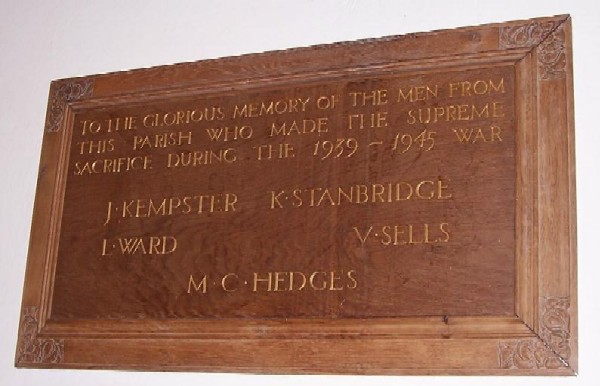 TO THE GLORIOUS MEMORY OF THE MEN FROM
THIS PARISH WHO MADE THE SUPREME
SACRIFICE DURING THE 1939 ~ 1945 WAR
J·KEMPSTER K·STANBRIDGE
L·WARD V·SELLS
M·C·HEDGES